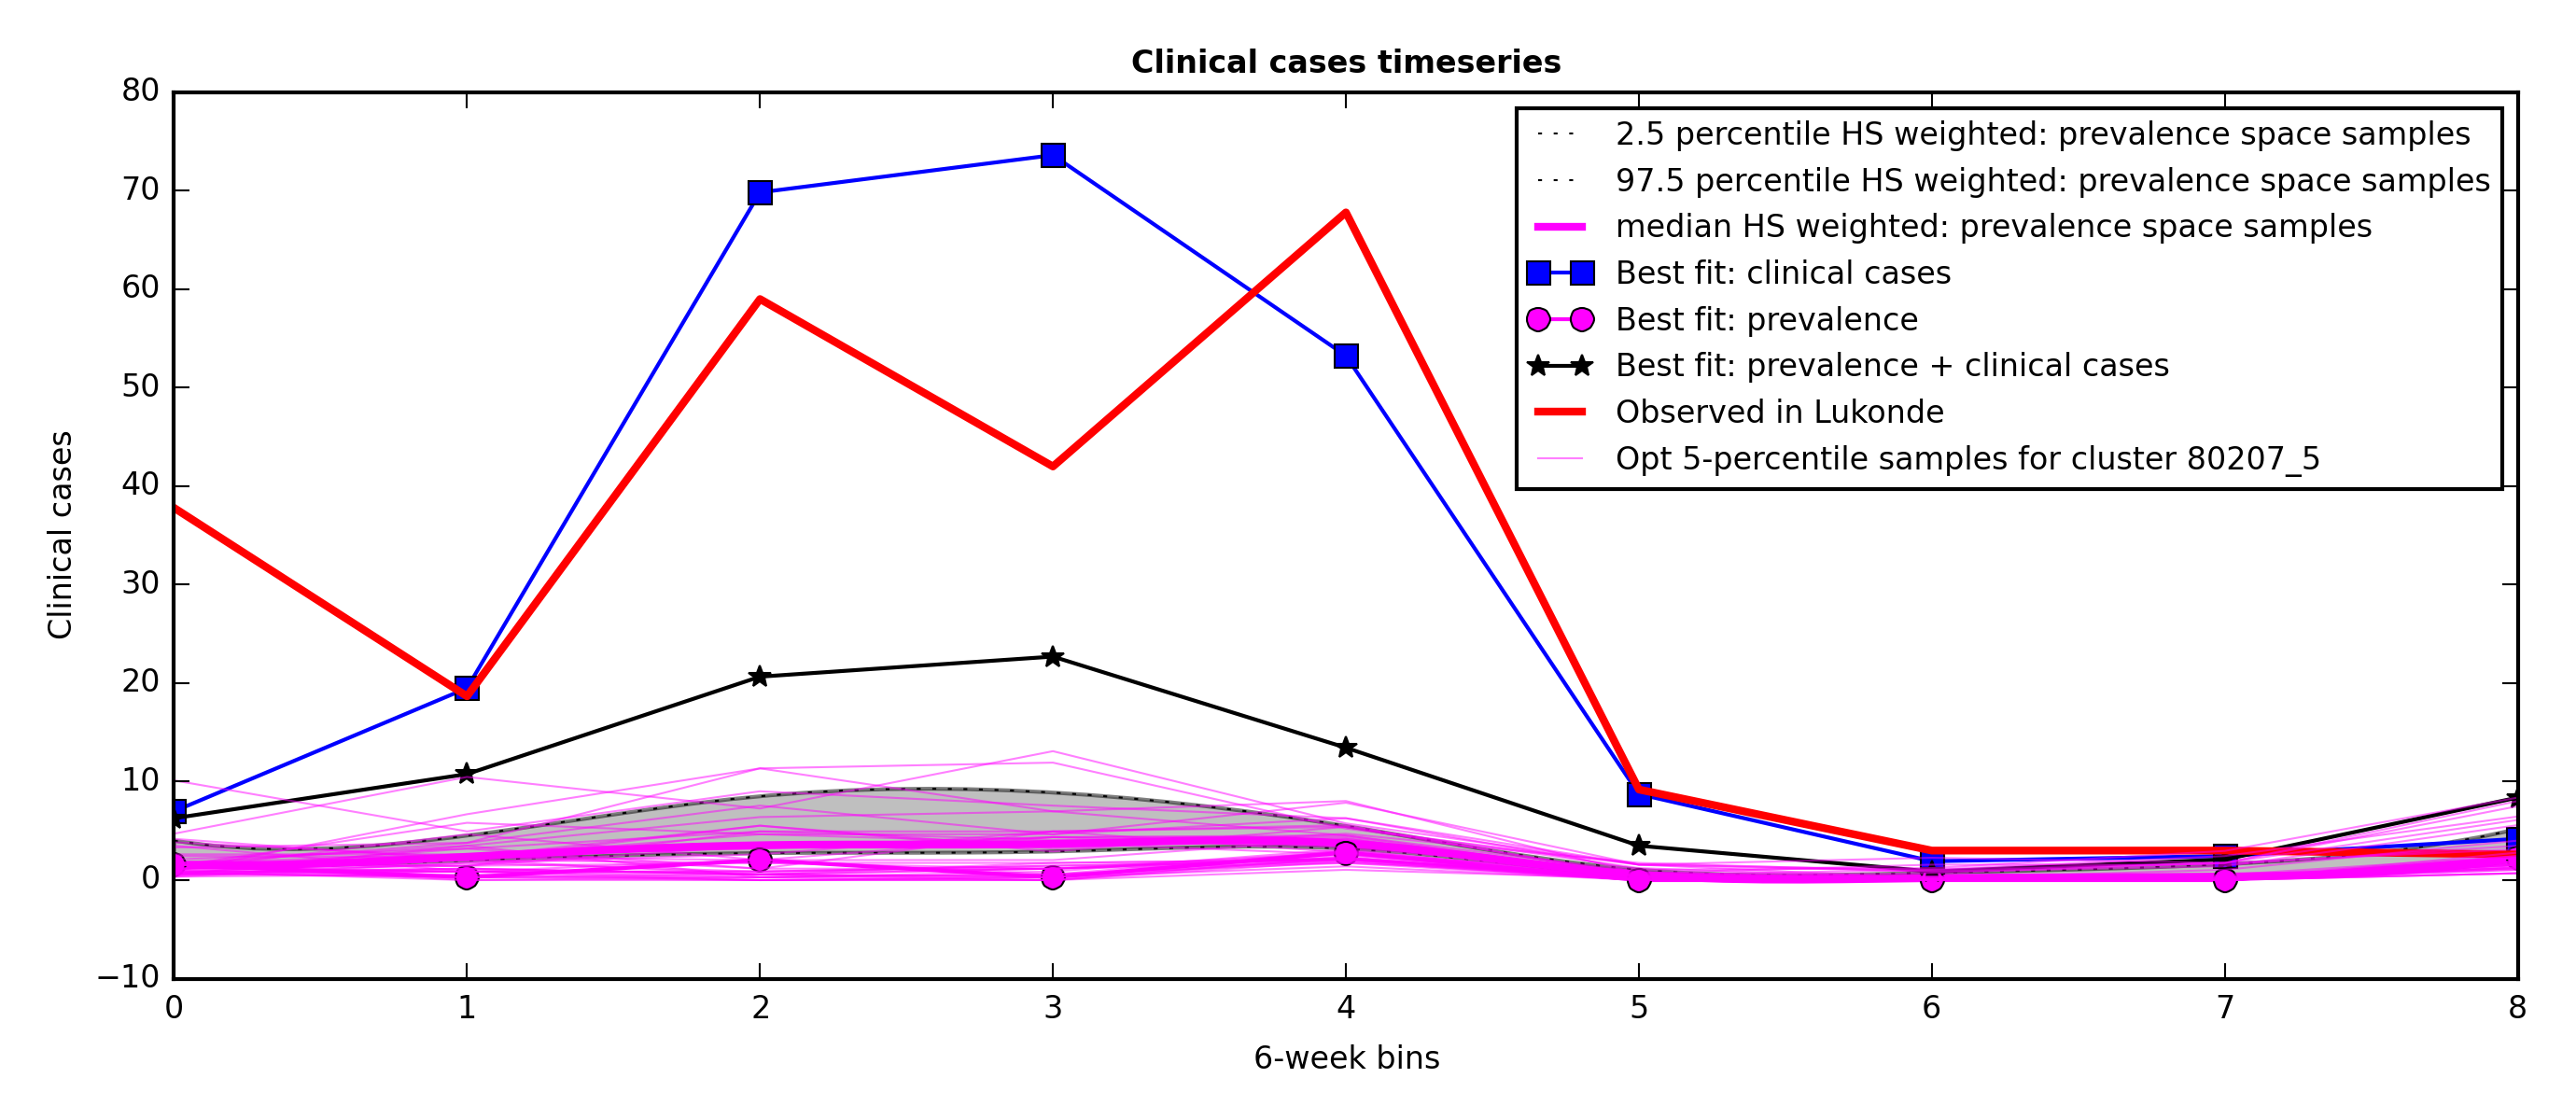 Clinical cases timeseries
80
70
60
50
40
30
20
10
0
−10
Clinical cases
2.5 percentile HS weighted: prevalence space samples
97.5 percentile HS weighted: prevalence space samples
median HS weighted: prevalence space samples
Best fit: clinical cases
Best fit: prevalence
Best fit: prevalence + clinical cases
Observed in Lukonde
Opt 5-percentile samples for cluster 80207_5
0 1 2 3 4 5 6 7 8
6-week bins